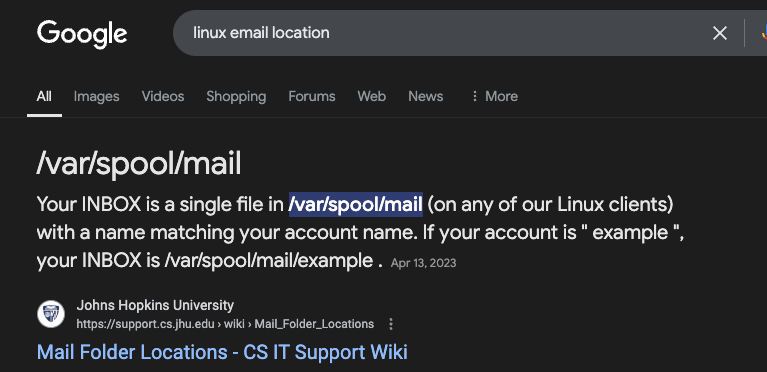 Google
linux email location
All Images Videos Shopping Forums Web News More
/var/spool/mail
Your INBOX is a single file in /var/spool/mail (on any of our Linux clients)
with a name matching your account name. If your account is " example ",
your INBOX is /var/spool/mail/example . Apr 13, 2023
Johns Hopkins University
https://support.cs.jhu.edu › wiki › Mail_Folder_Locations
Mail Folder Locations - CS IT Support Wiki